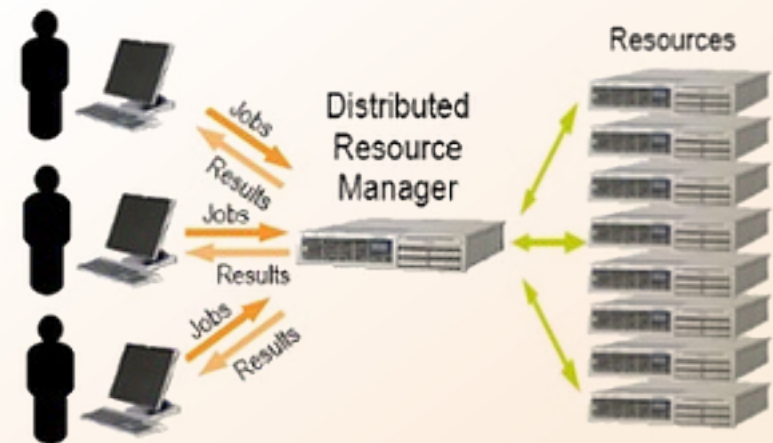 Resources
Distributed
Resource
Manager
Jobs
Results
Jobs
Results
Jobs
Results